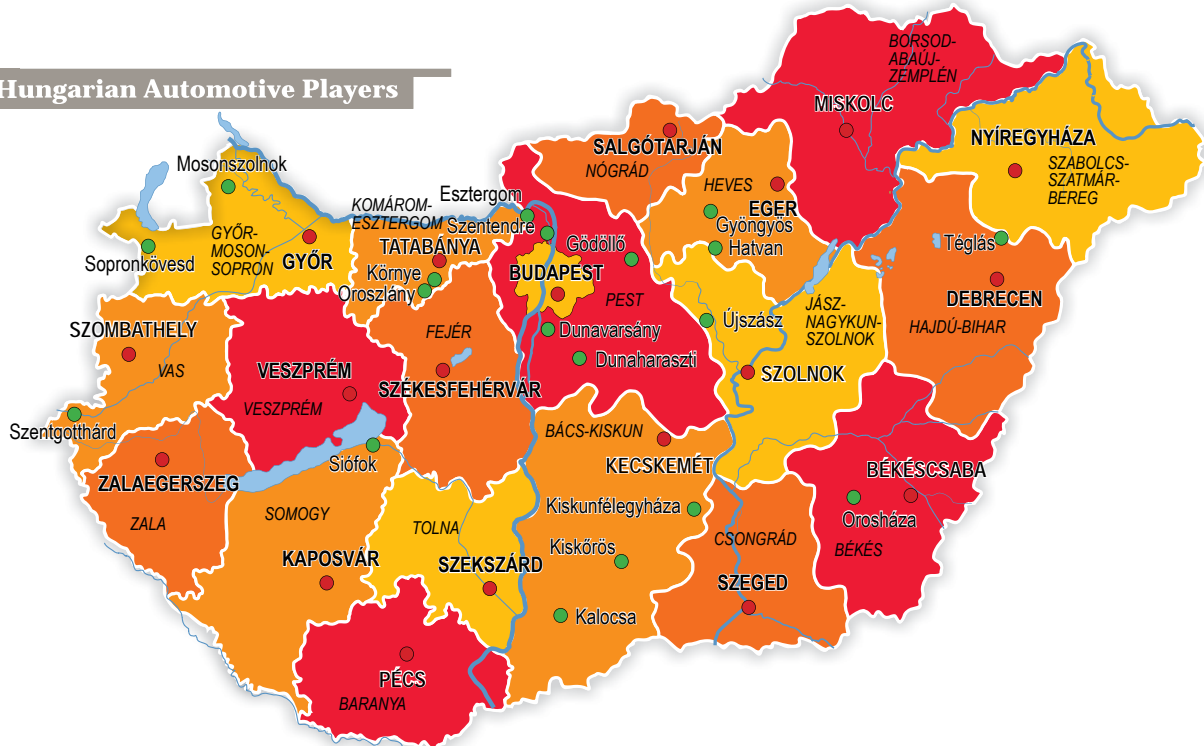 Hungarian Automotive Players
BORSOD-
ABAÚJ-
ZEMPLÉN
MISKOLC
NYÍREGYHÁZA
SZABOLCS-
SZATMÁR-
BEREG
SALGÓTARJÁN
NÓGRÁD
HEVES
EGER
Gyöngyös
Hatvan
Mosonszolnok
Esztergom
Szentendre
KOMÁROM-
ESZTERGOM
TATABÁNYA
Környe
Oroszlány
GYŐR-
MOSON-
SOPRON
GYŐR
Sopronkövesd
Gödöllő
BUDAPEST
PEST
Dunavarsány
Dunaharaszti
Téglás
DEBRECEN
HAJDÚ-BIHAR
Újszász
JÁSZ-
NAGYKUN-
SZOLNOK
SZOLNOK
SZOMBATHELY
VAS
Szentgotthárd
VESZPRÉM
VESZPRÉM
FEJÉR
SZÉKESFEHÉRVÁR
Siófok
ZALAEGERSZEG
ZALA
SOMOGY
KAPOSVÁR
TOLNA
SZEKSZÁRD
BÁCS-KISKUN
KECSKEMÉT
Kiskunfélegyháza
Kiskőrös
Kalocsa
CSONGRÁD
SZEGED
BÉKÉSCSABA
Orosháza
BÉKÉS
PÉCS
BARANYA